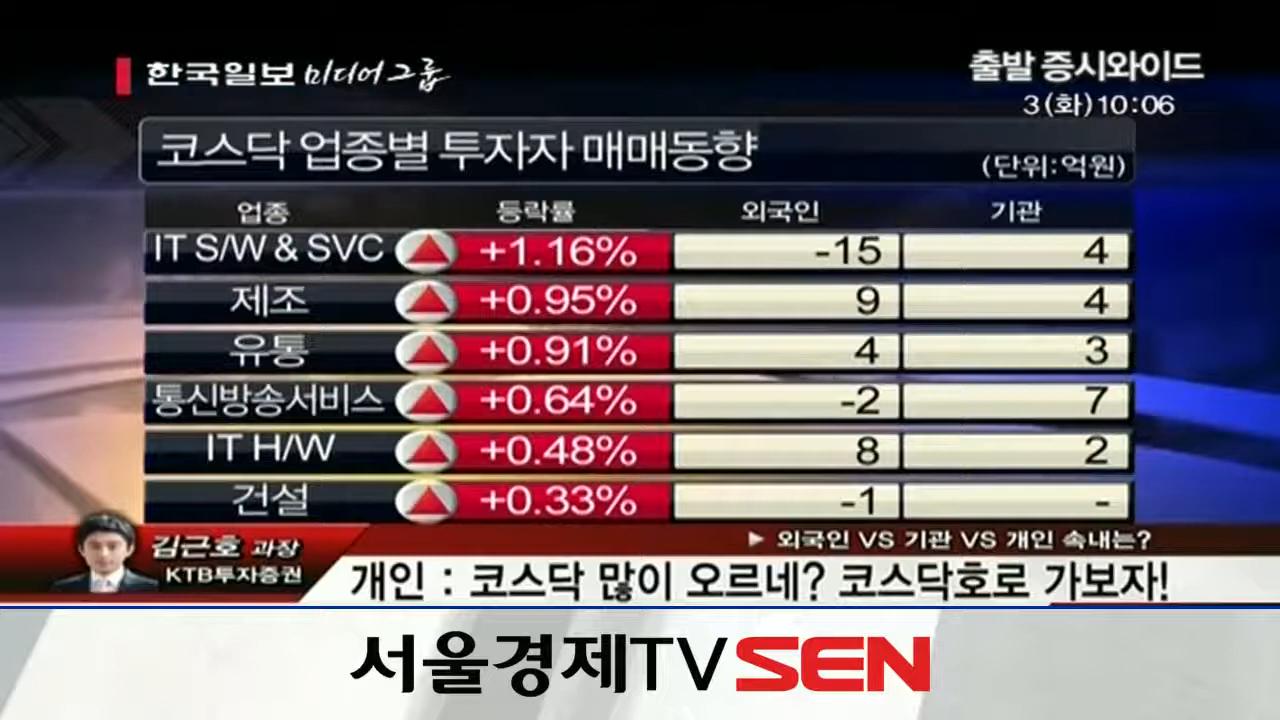 한국일보 미디어그룹
출발 증시와이드
3(화)10:06
코스닥 업종별 투자자 매매동향
(단위:억원)
업종 등락률 외국인 기관
IT S/W & SVC +1.16% -15 4
제조 +0.95% 9 4
유통 +0.91% 4 3
통신방송서비스 +0.64% -2 7
IT H/W +0.48% 8 2
건설 +0.33% -1 -
김근호 과장
KTB투자증권
▶ 외국인 VS 기관 VS 개인 속내는?
개인 : 코스닥 많이 오르네? 코스닥호로 가보자!
서울경제TV SEN